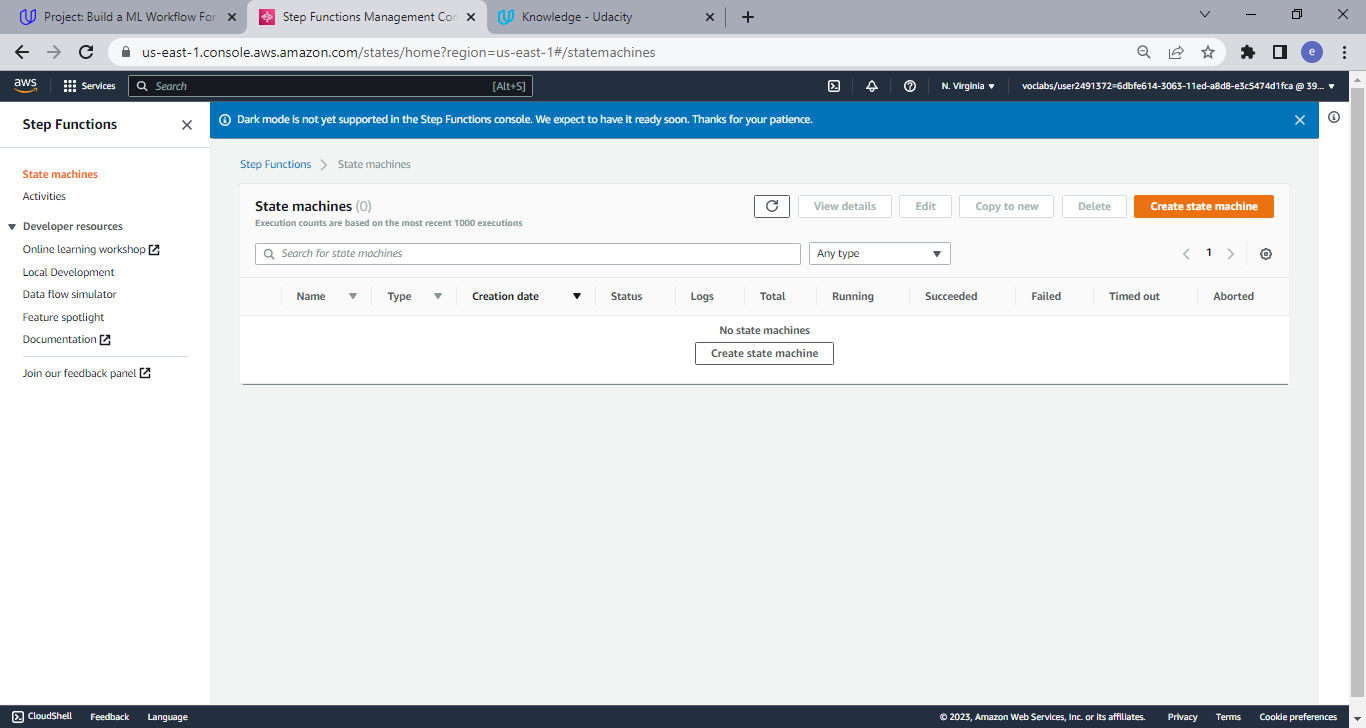 Project: Build a ML Workflow For
Step Functions Management Con
Knowledge - Udacity
us-east-1.console.aws.amazon.com/states/home?region=us-east-1#/statemachines
e
aws
Services
Search
[Alt+S]
N. Virginia
voclabs/user2491372=6dbfe614-3063-11ed-a8d8-e3c5474d1fca @ 39...
Step Functions
Dark mode is not yet supported in the Step Functions console. We expect to have it ready soon. Thanks for your patience.
State machines
Activities
Developer resources
Online learning workshop
Local Development
Data flow simulator
Feature spotlight
Documentation
Join our feedback panel
Step Functions
State machines
State machines (0)
Execution counts are based on the most recent 1000 executions
View details
Edit
Copy to new
Delete
Create state machine
Search for state machines
Any type
1
Name
Type
Creation date
Status
Logs
Total
Running
Succeeded
Failed
Timed out
Aborted
No state machines
Create state machine
CloudShell
Feedback
Language
© 2023, Amazon Web Services, Inc. or its affiliates.
Privacy
Terms
Cookie preferences